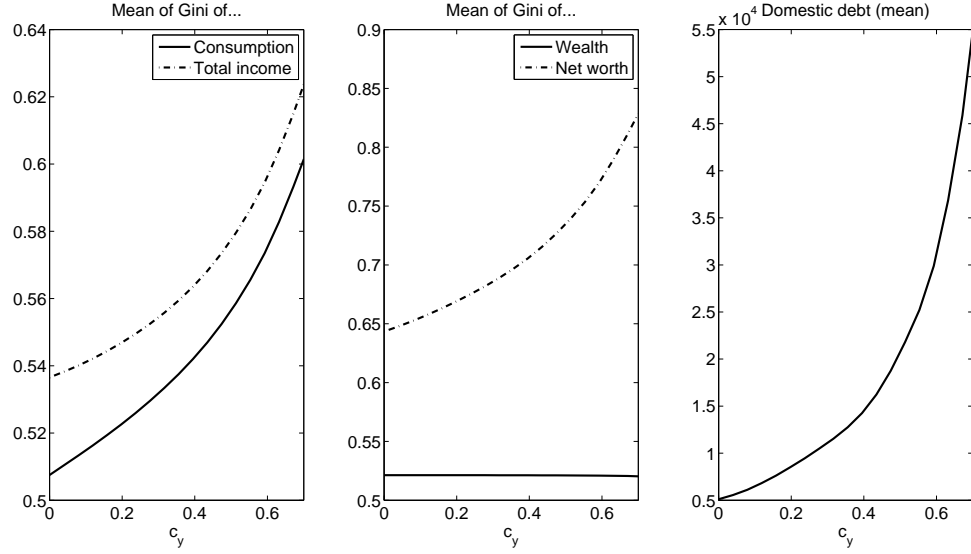 Mean of Gini of...
0.64
0.62
0.6
0.58
0.56
0.54
0.52
0.5
0 0.2 0.4 0.6
c_y
Consumption
Total income
Mean of Gini of...
0.9
0.85
0.8
0.75
0.7
0.65
0.6
0.55
0.5
0 0.2 0.4 0.6
c_y
Wealth
Net worth
x 10^4 Domestic debt (mean)
5.5
5
4.5
4
3.5
3
2.5
2
1.5
1
0.5
0 0.2 0.4 0.6
c_y